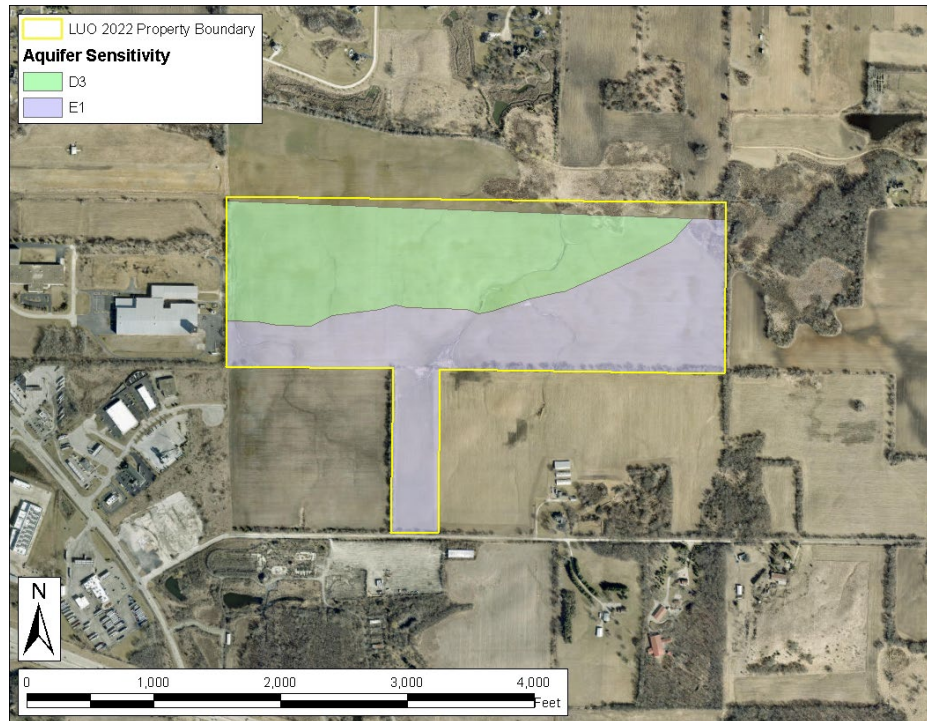 LUO 2022 Property Boundary
Aquifer Sensitivity
D3
E1
N
0 1,000 2,000 3,000 4,000
Feet